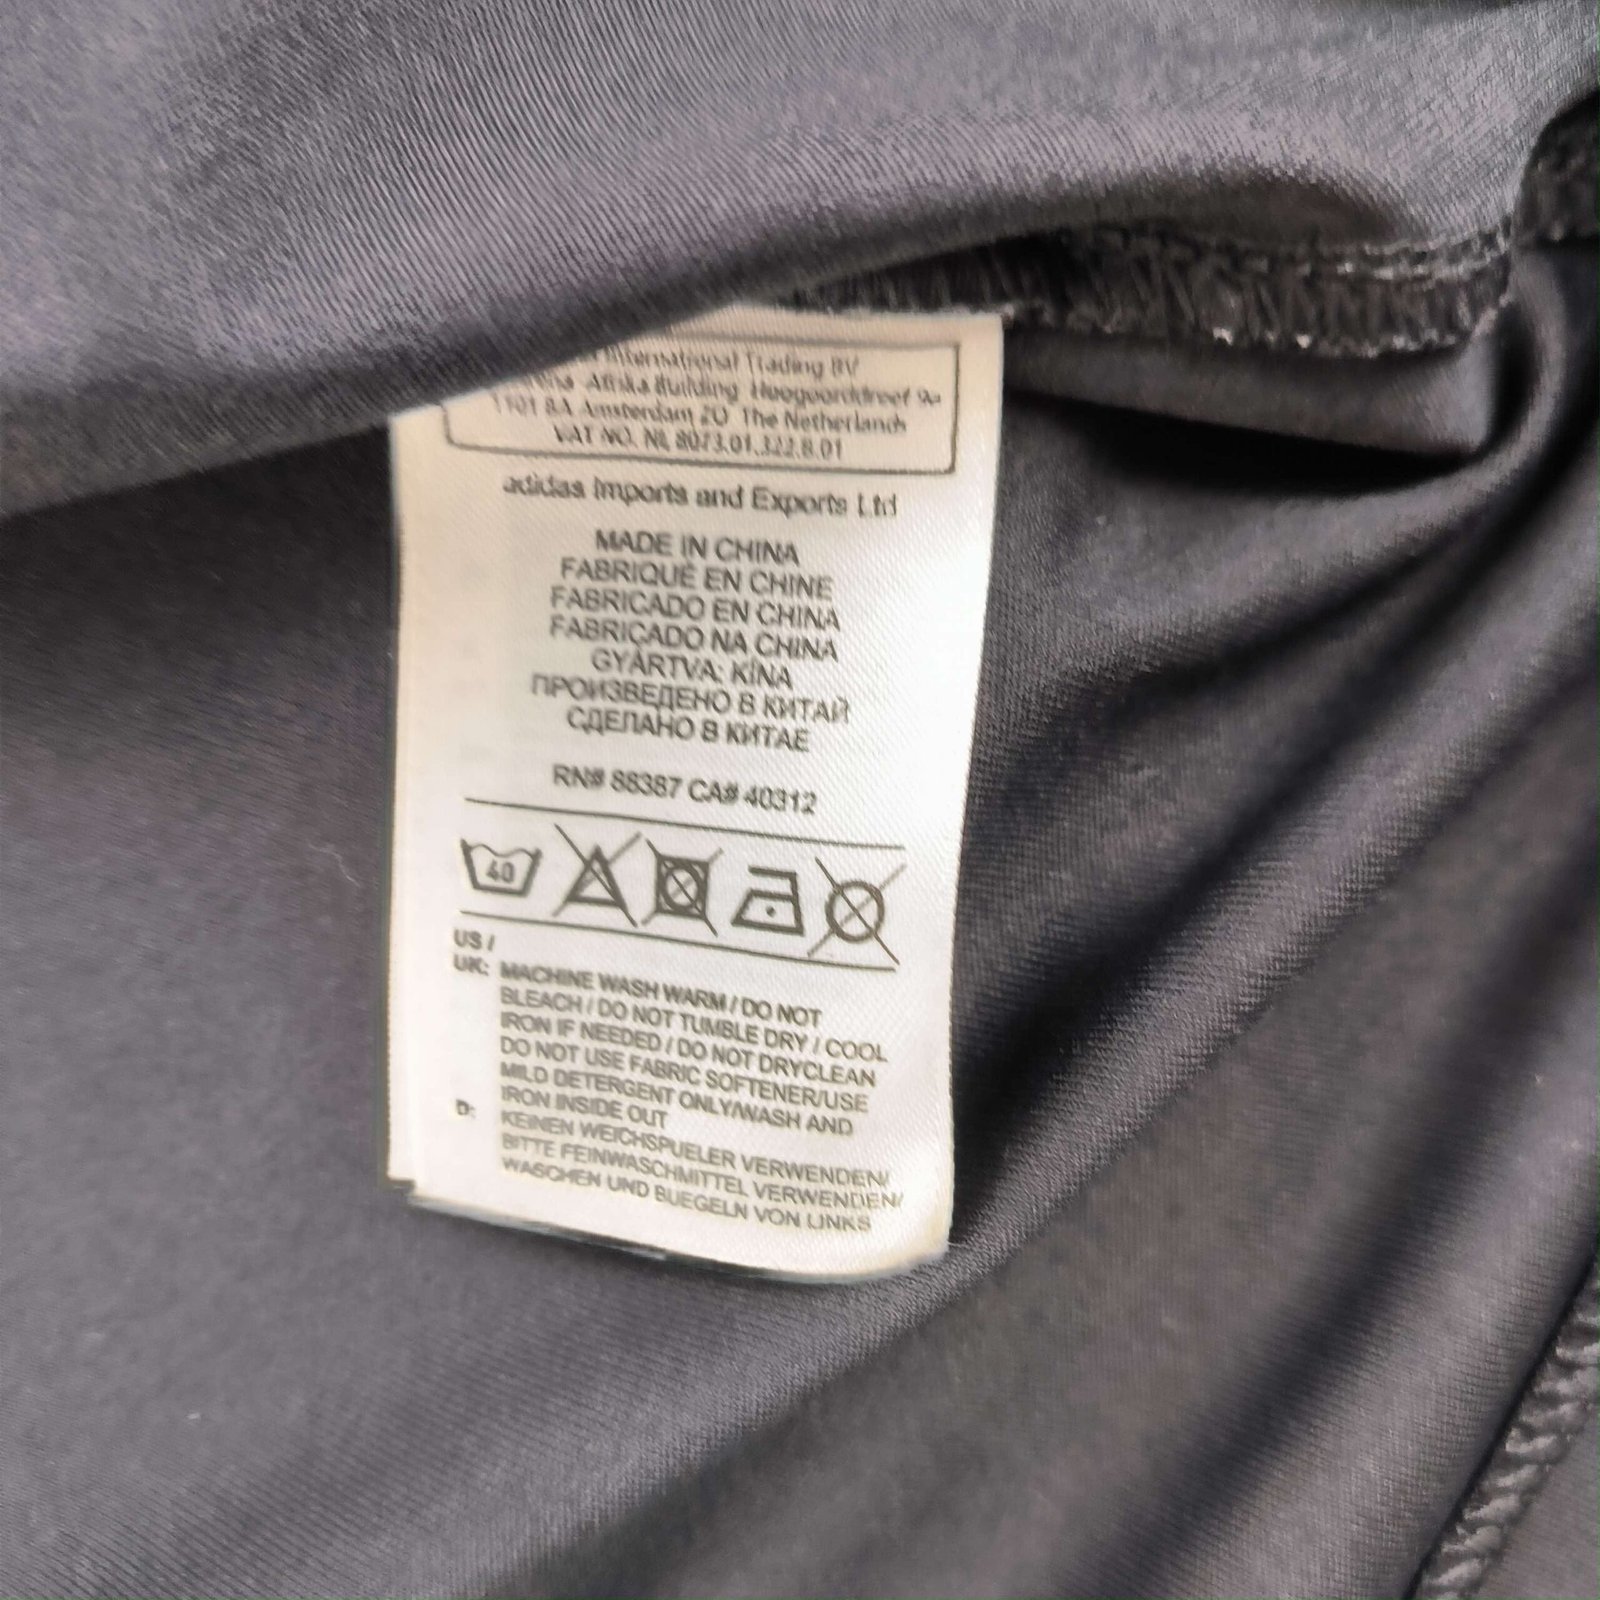 International Trading BV
Afrika Building Hoogoorddreef 9a
1101 BA Amsterdam ZO The Netherlands
VAT NO. NL 8073.01.322.B.01
adidas Imports and Exports Ltd
MADE IN CHINA
FABRIQUÉ EN CHINE
FABRICADO EN CHINA
FABRICADO NA CHINA
GYÁRTVA: KÍNA
ПРОИЗВЕДЕНО В КИТАЙ
СДЕЛАНО В КИТАЕ
RN# 88387 CA# 40312
40
US /
UK: MACHINE WASH WARM / DO NOT
BLEACH / DO NOT TUMBLE DRY / COOL
IRON IF NEEDED / DO NOT DRYCLEAN
DO NOT USE FABRIC SOFTENER/USE
MILD DETERGENT ONLY/WASH AND
IRON INSIDE OUT
D: KEINEN WEICHSPUELER VERWENDEN/
BITTE FEINWASCHMITTEL VERWENDEN/
WASCHEN UND BUEGELN VON LINKS